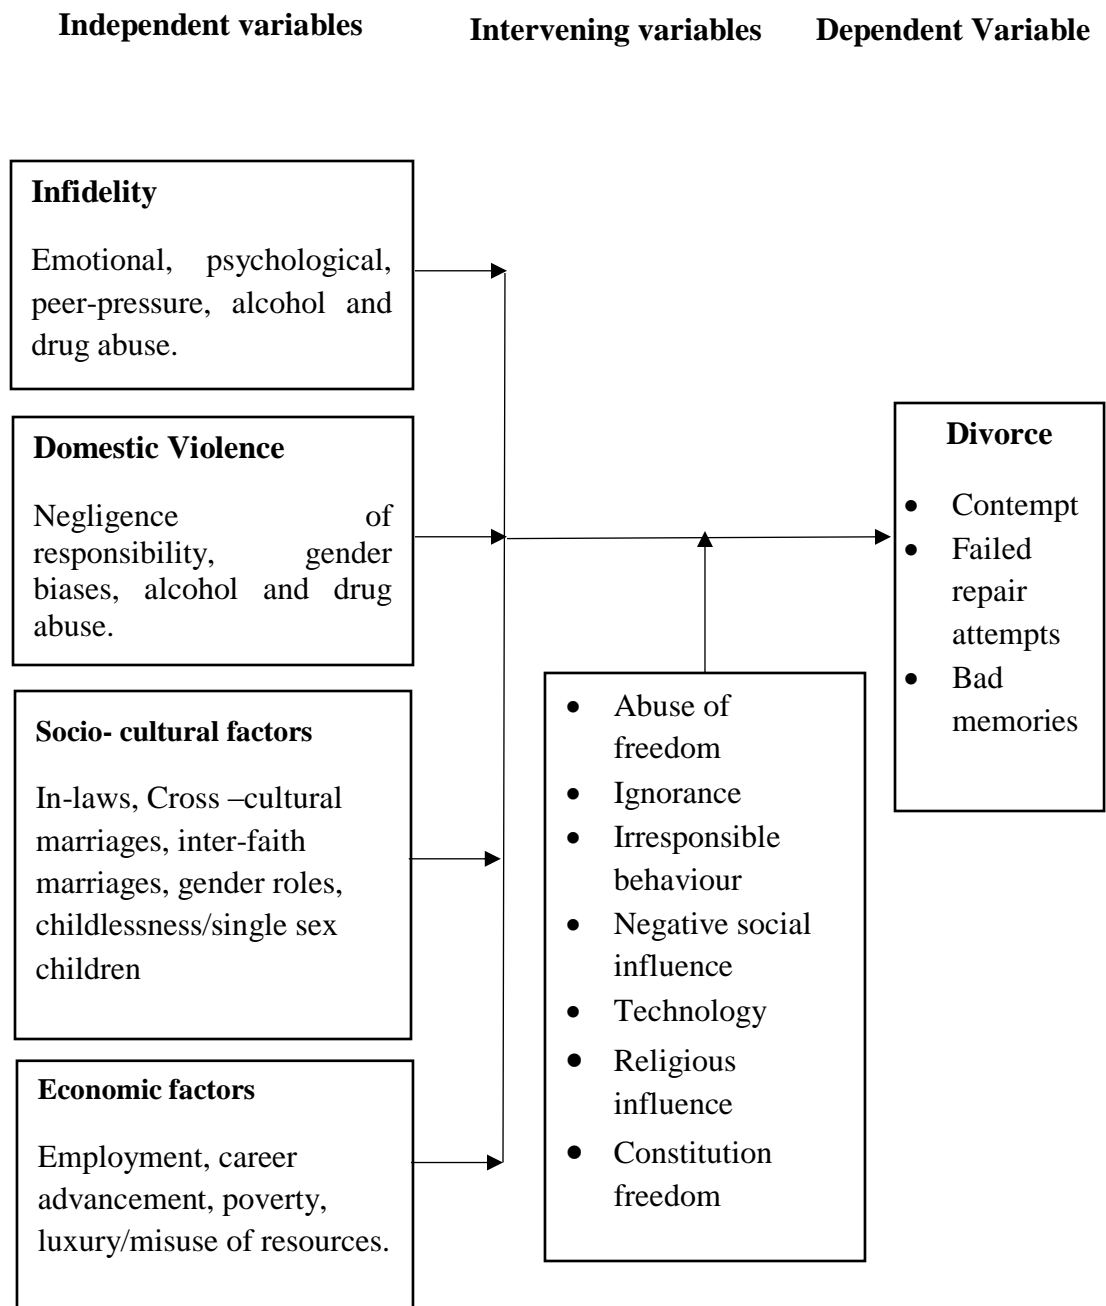 Independent variables
Intervening variables
Dependent Variable
Infidelity
Emotional, psychological,
peer-pressure, alcohol and
drug abuse.
Domestic Violence
Negligence of
responsibility, gender
biases, alcohol and drug
abuse.
Socio- cultural factors
In-laws, Cross –cultural
marriages, inter-faith
marriages, gender roles,
childlessness/single sex
children
Economic factors
Employment, career
advancement, poverty,
luxury/misuse of resources.
• Abuse of
freedom
• Ignorance
• Irresponsible
behaviour
• Negative social
influence
• Technology
• Religious
influence
• Constitution
freedom
Divorce
• Contempt
• Failed
repair
attempts
• Bad
memories